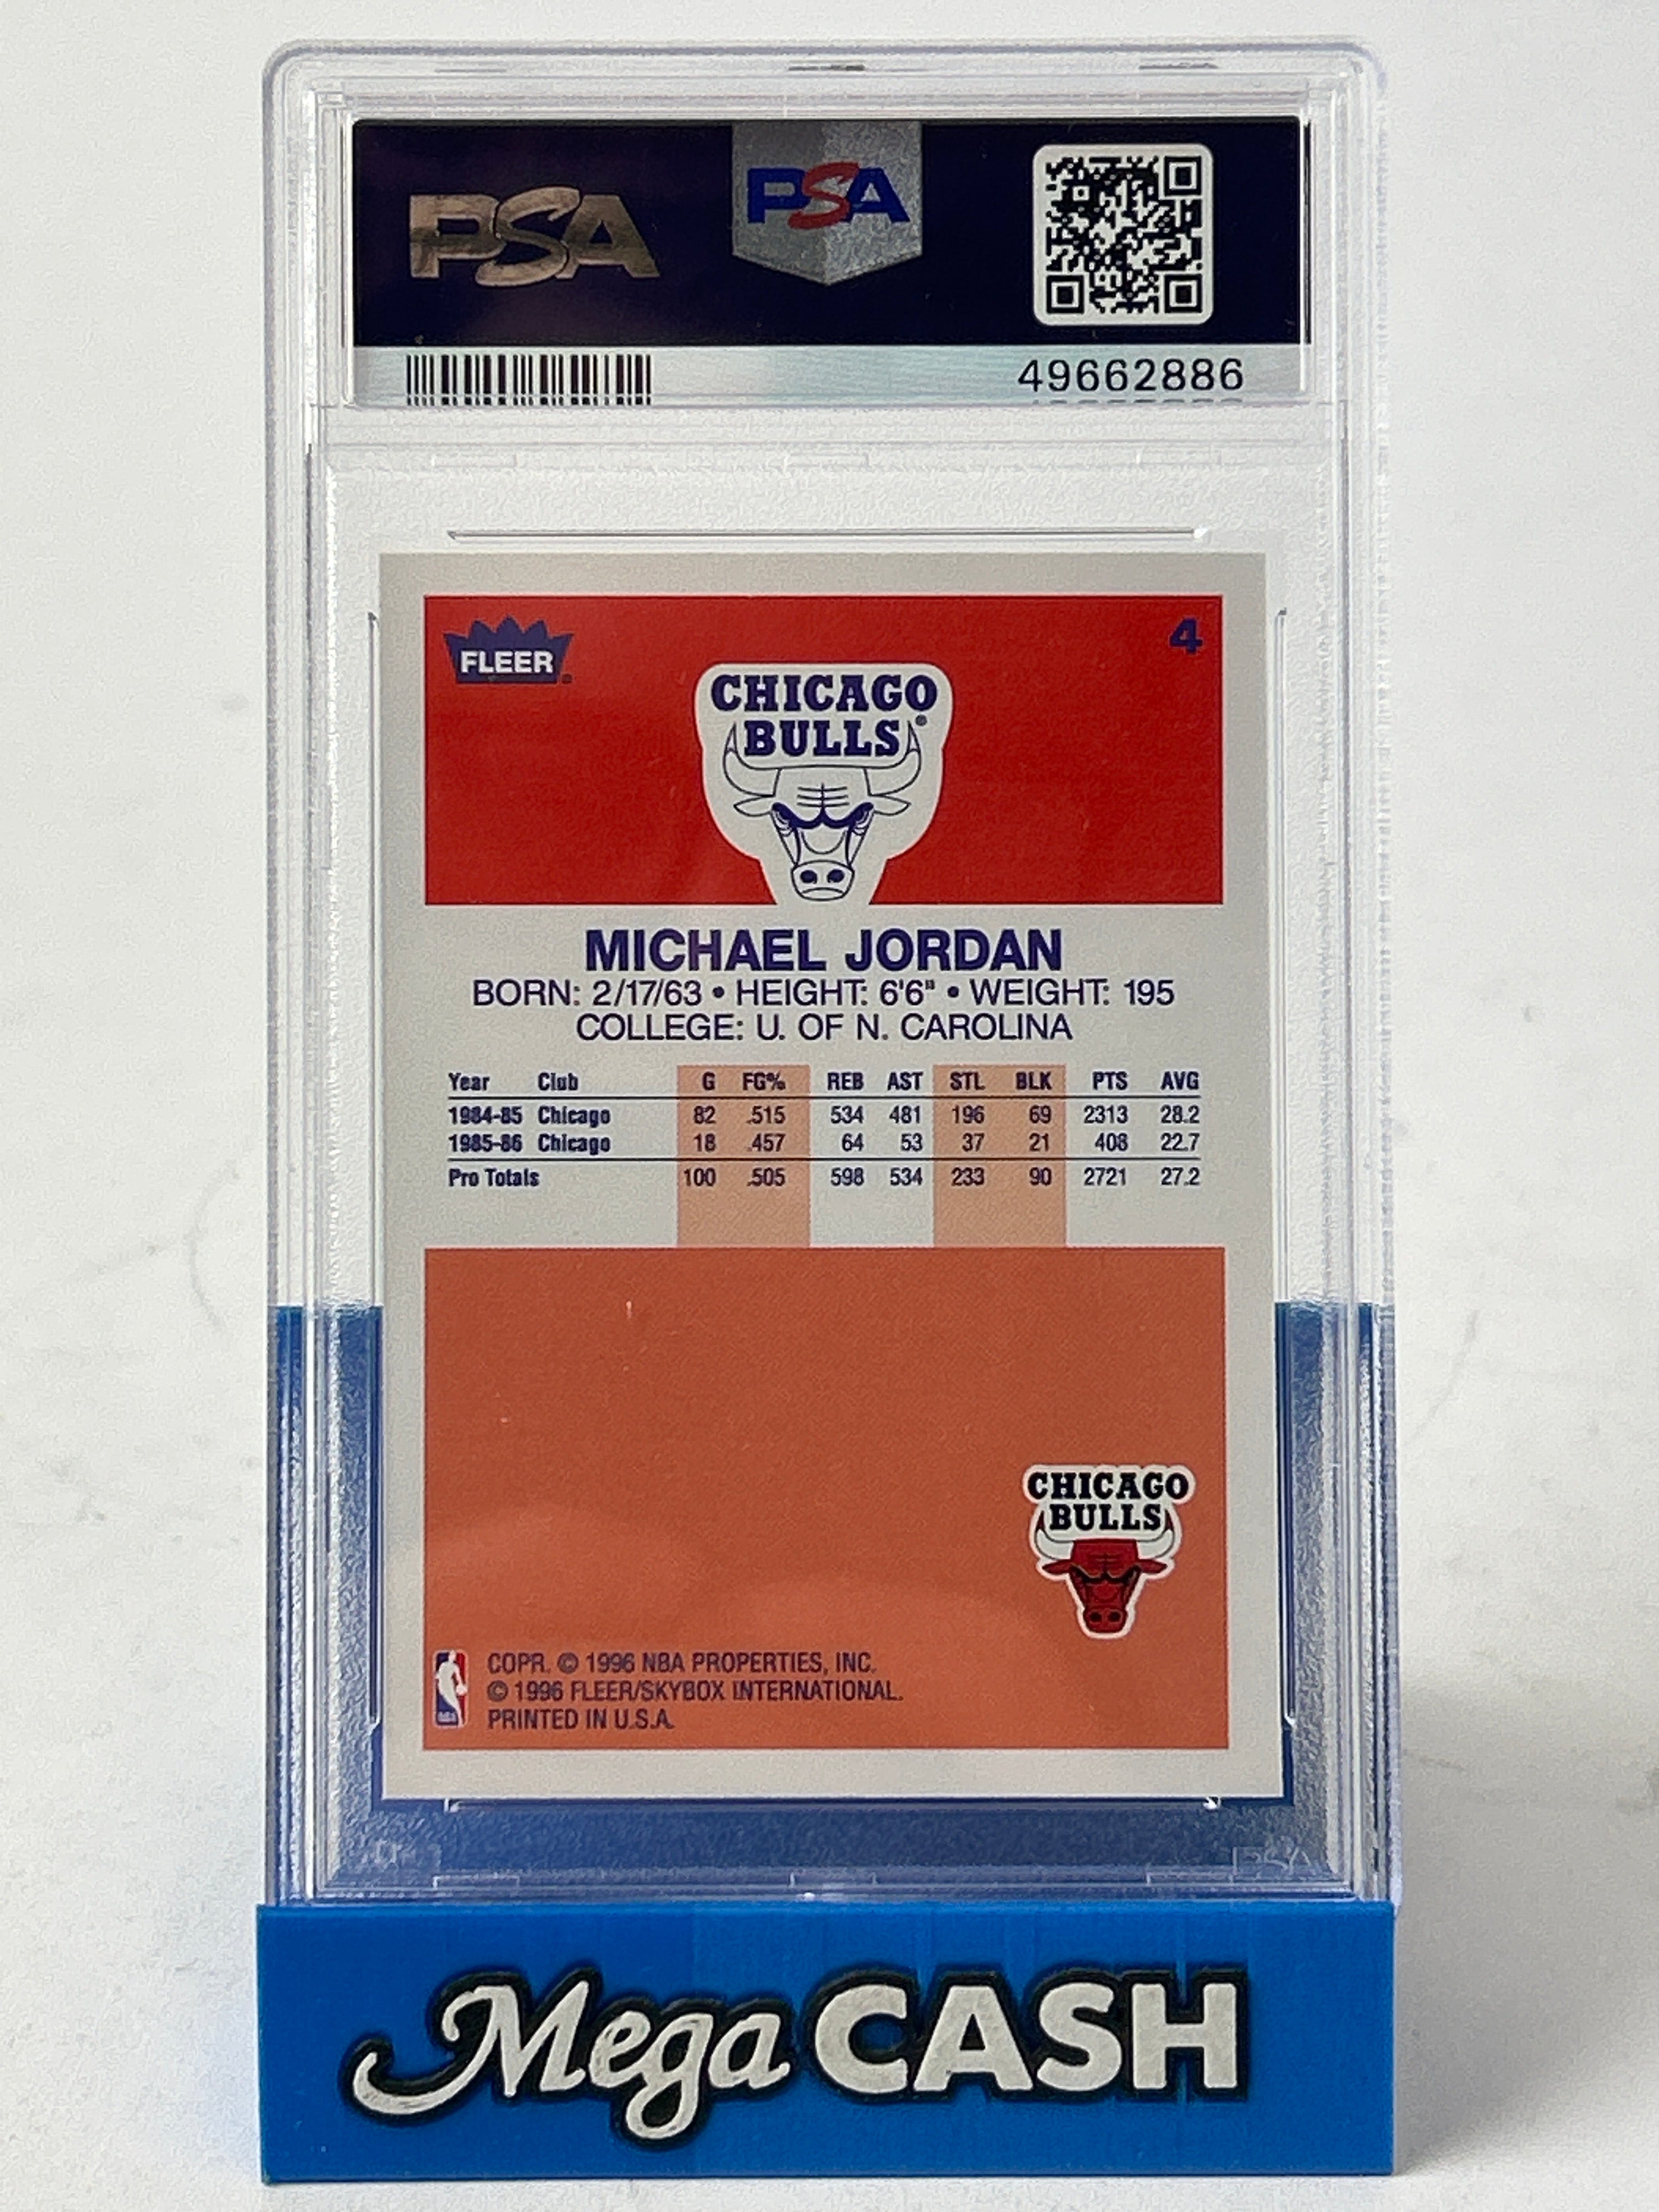 PSA PSA
49662886
FLEER 4
CHICAGO
BULLS®
MICHAEL JORDAN
BORN: 2/17/63 • HEIGHT: 6'6" • WEIGHT: 195
COLLEGE: U. OF N. CAROLINA
Year Club G FG% REB AST STL BLK PTS AVG
1984-85 Chicago 82 .515 534 481 196 69 2313 28.2
1985-86 Chicago 18 .457 64 53 37 21 408 22.7
Pro Totals 100 .505 598 534 233 90 2721 27.2
CHICAGO
BULLS
COPR. © 1996 NBA PROPERTIES, INC.
© 1996 FLEER/SKYBOX INTERNATIONAL.
PRINTED IN U.S.A.
PSA
Mega CASH